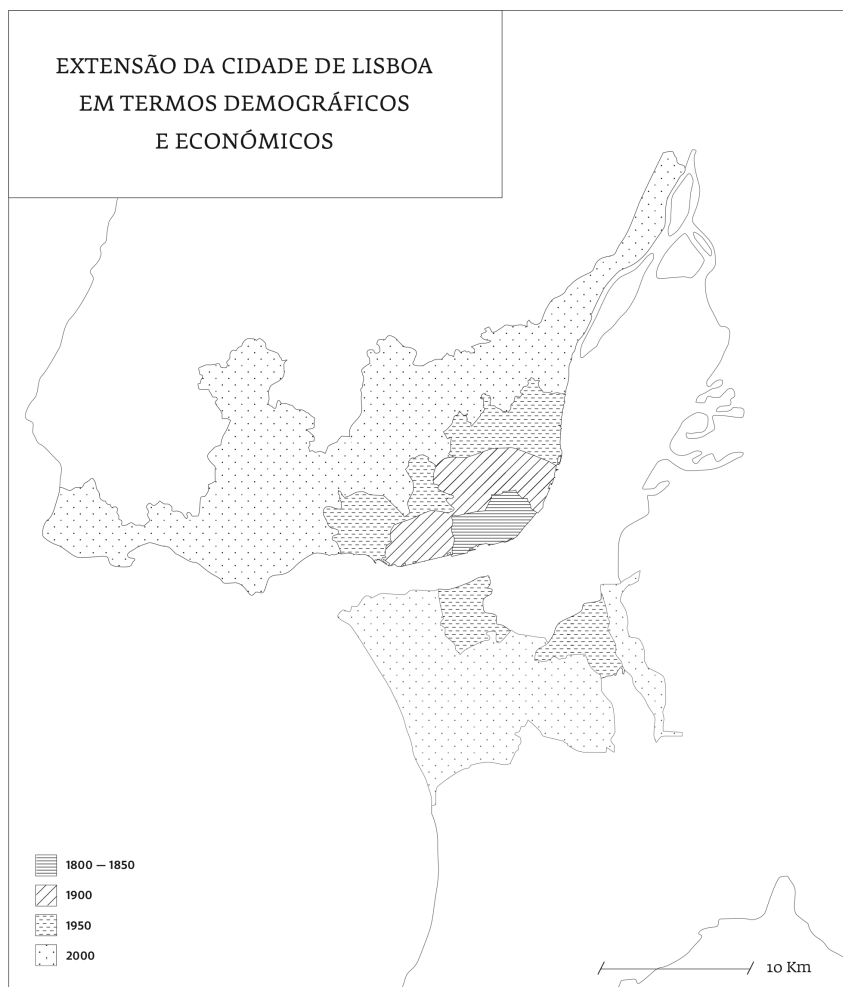 EXTENSÃO DA CIDADE DE LISBOA
EM TERMOS DEMOGRÁFICOS
E ECONÓMICOS
1800 — 1850
1900
1950
2000
10 Km